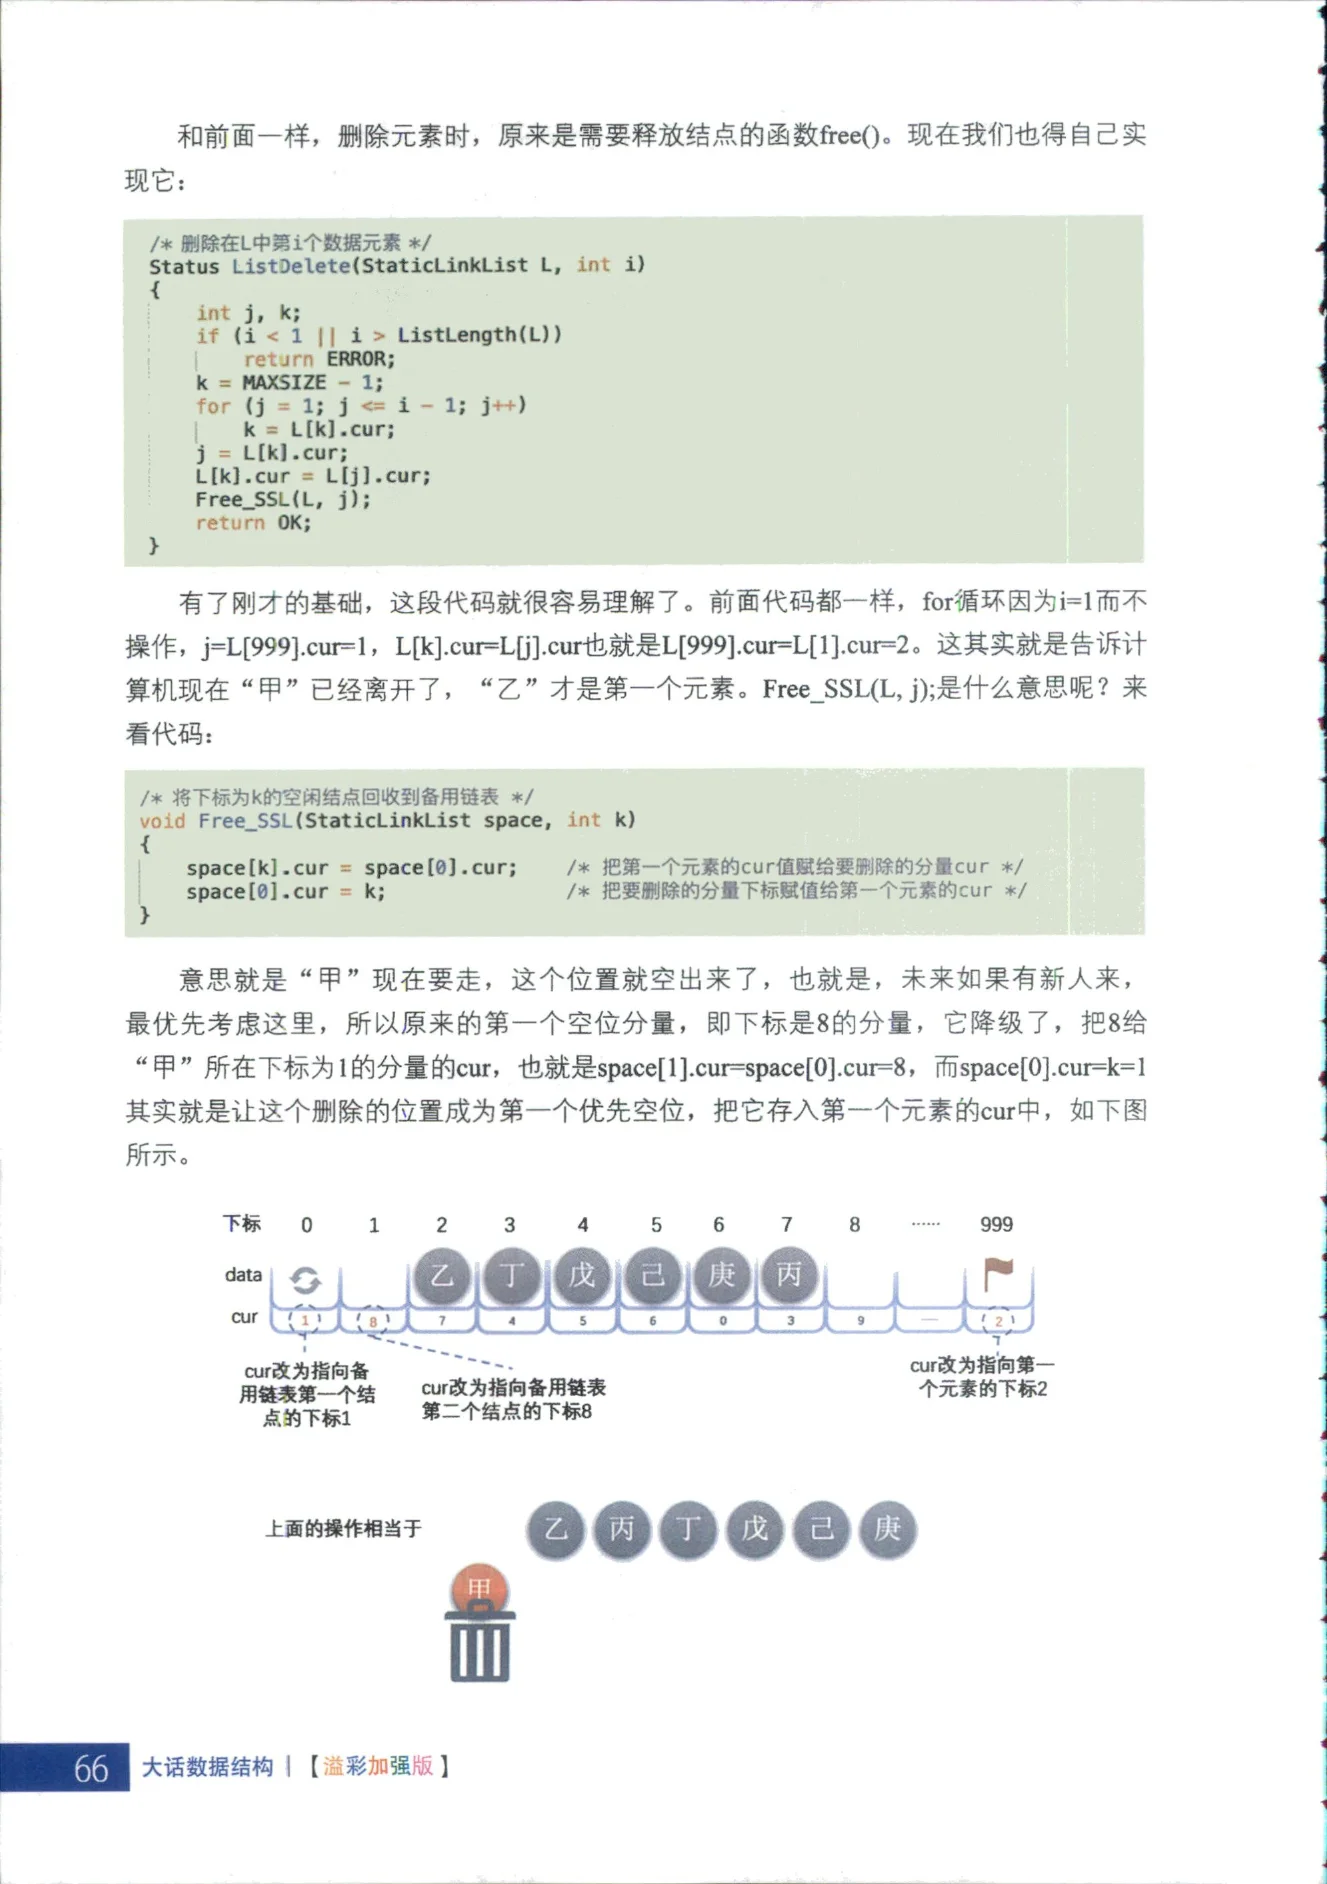 和前面一样，删除元素时，原来是需要释放结点的函数free()。现在我们也得自己实
现它：
/* 删除在L中第i个数据元素 */
Status ListDelete(StaticLinkList L, int i)
{
    int j, k;
    if (i < 1 || i > ListLength(L))
        return ERROR;
    k = MAXSIZE - 1;
    for (j = 1; j <= i - 1; j++)
        k = L[k].cur;
    j = L[k].cur;
    L[k].cur = L[j].cur;
    Free_SSL(L, j);
    return OK;
}
有了刚才的基础，这段代码就很容易理解了。前面代码都一样，for循环因为i=1而不
操作，j=L[999].cur=1，L[k].cur=L[j].cur也就是L[999].cur=L[1].cur=2。这其实就是告诉计
算机现在“甲”已经离开了，“乙”才是第一个元素。Free_SSL(L, j);是什么意思呢？来
看代码：
/* 将下标为k的空闲结点回收到备用链表 */
void Free_SSL(StaticLinkList space, int k)
{
    space[k].cur = space[0].cur;    /* 把第一个元素的cur值赋给要删除的分量cur */
    space[0].cur = k;    /* 把要删除的分量下标赋值给第一个元素的cur */
}
意思就是“甲”现在要走，这个位置就空出来了，也就是，未来如果有新人来，
最优先考虑这里，所以原来的第一个空位分量，即下标是8的分量，它降级了，把8给
“甲”所在下标为1的分量的cur，也就是space[1].cur=space[0].cur=8，而space[0].cur=k=1
其实就是让这个删除的位置成为第一个优先空位，把它存入第一个元素的cur中，如下图
所示。
下标 0 1 2 3 4 5 6 7 8 …… 999
data 乙 丁 戊 己 庚 丙
cur 1 8 7 4 5 6 0 3 9 — 2
cur改为指向备
用链表第一个结
点的下标1
cur改为指向备用链表
第二个结点的下标8
cur改为指向第一
个元素的下标2
上面的操作相当于 乙 丙 丁 戊 己 庚
甲
66 大话数据结构 | 【溢彩加强版】